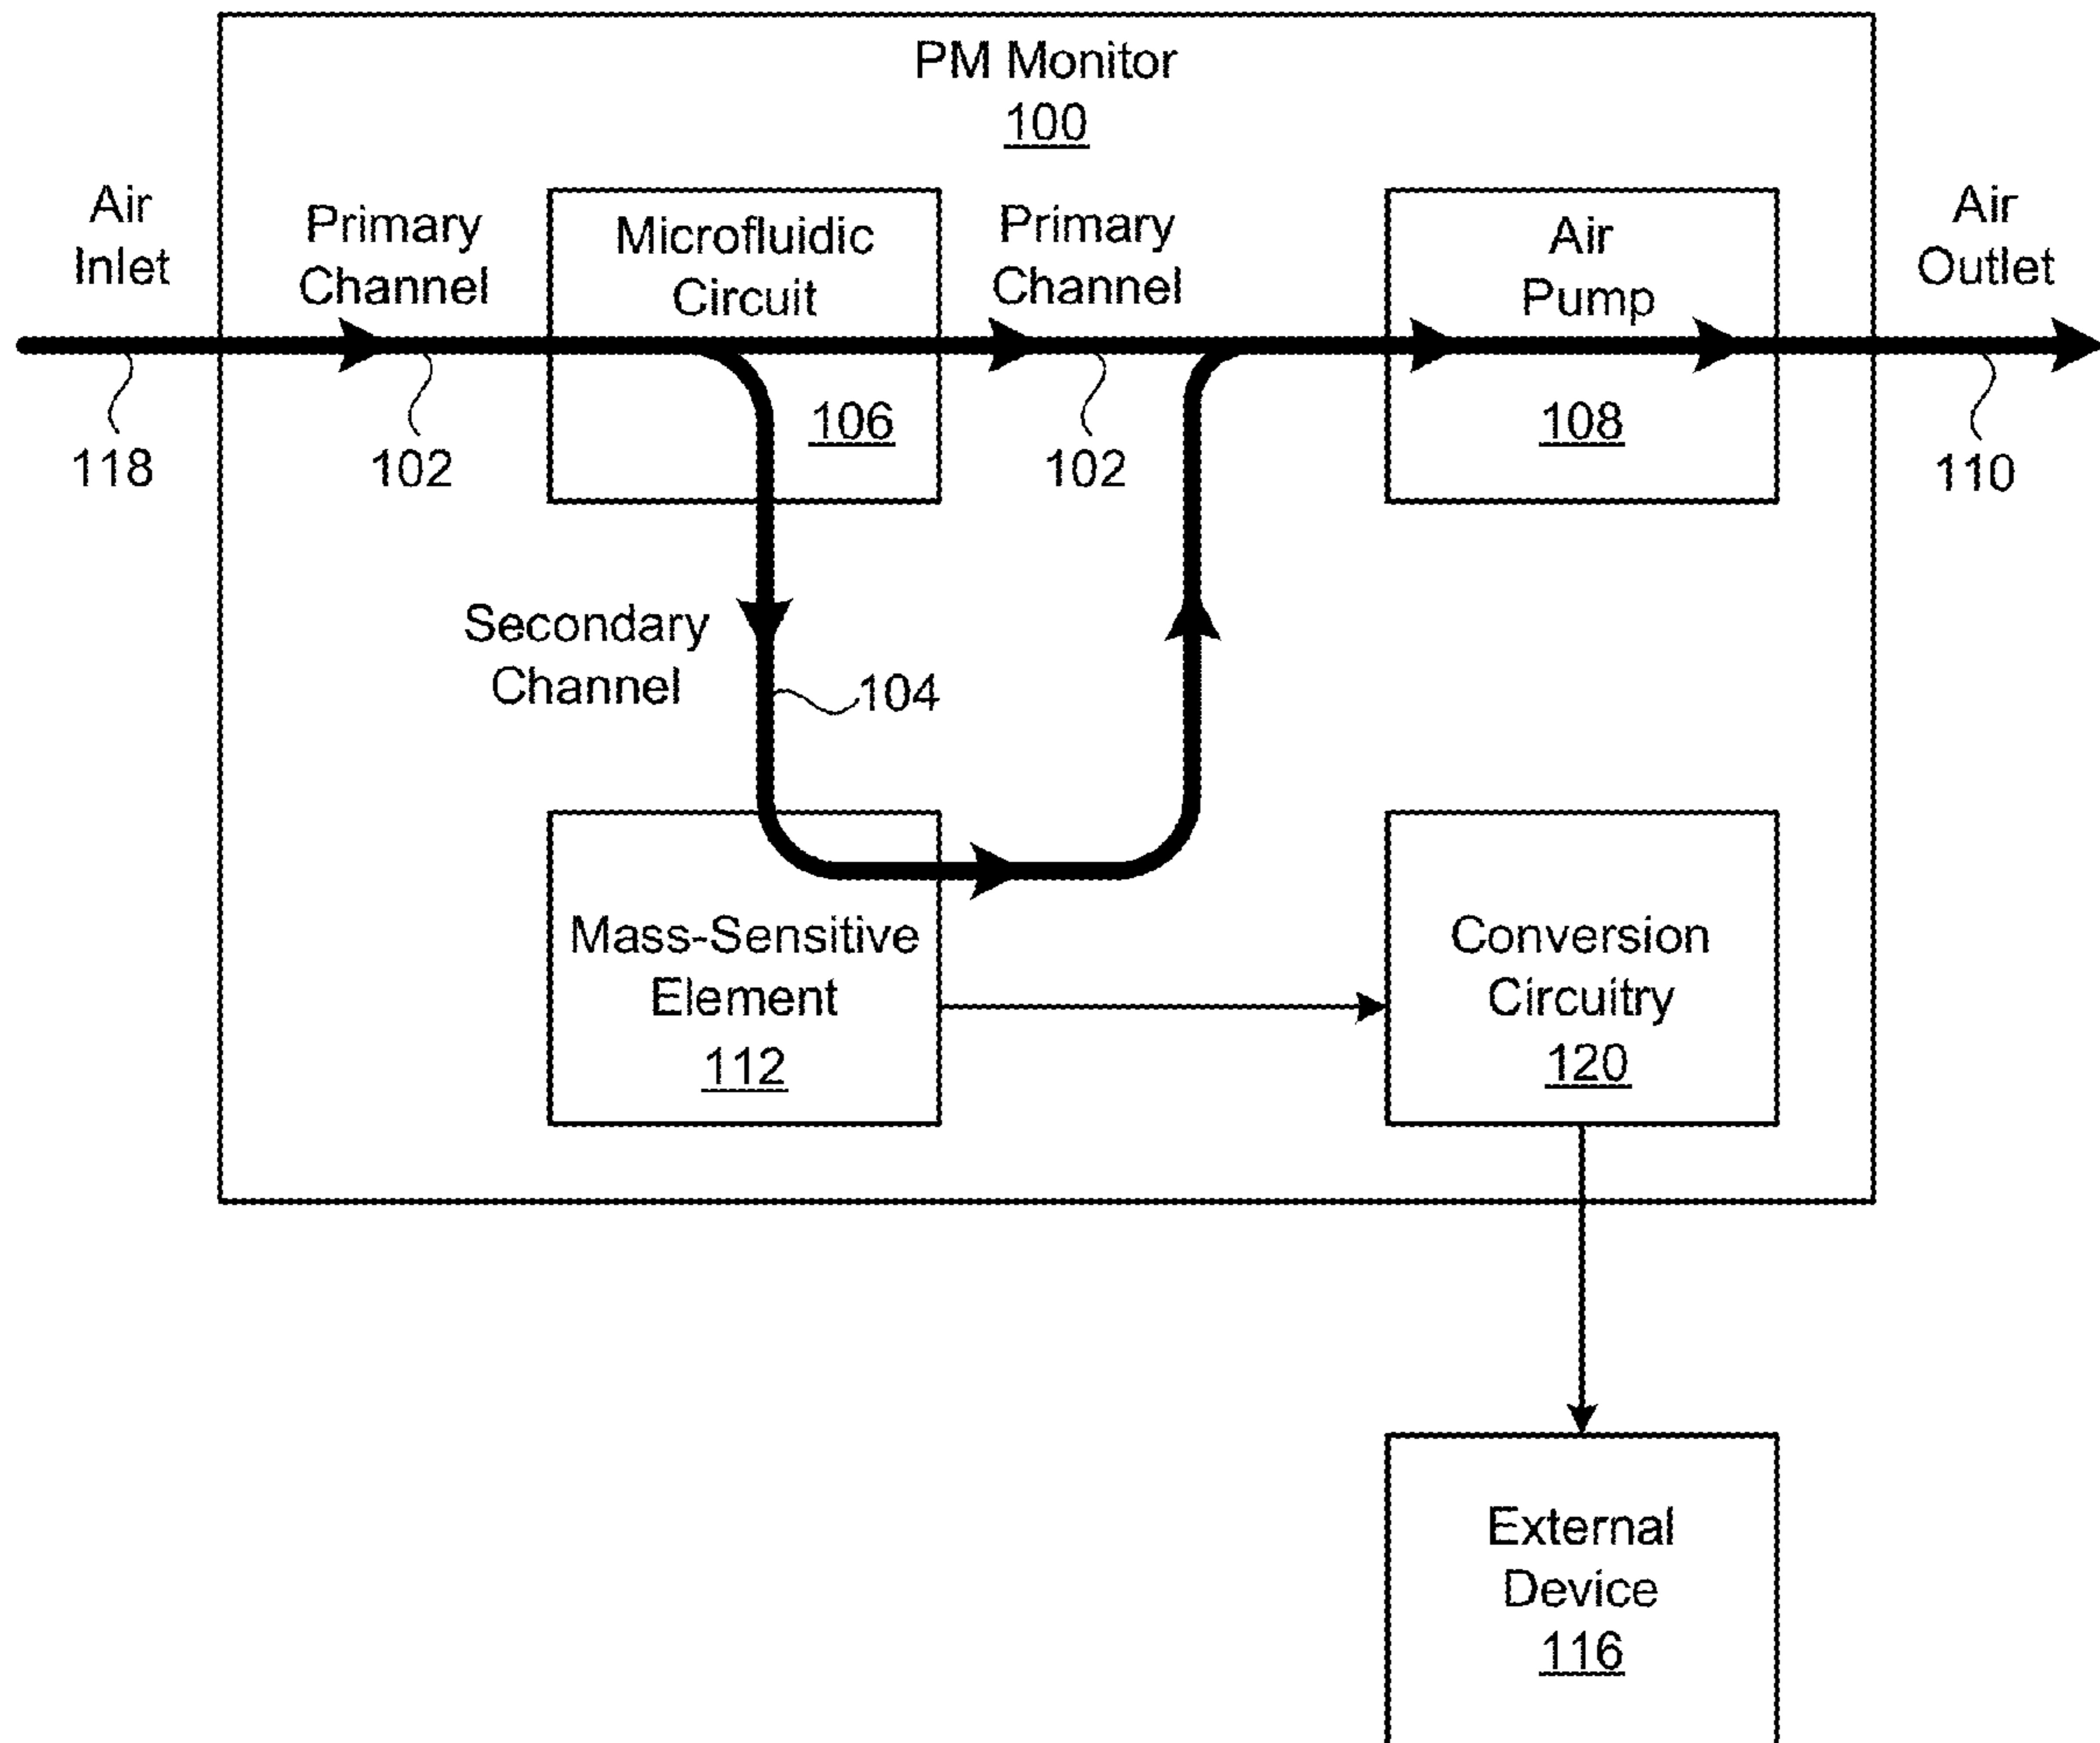 PM Monitor
100
Air
Inlet
Primary
Channel
Microfluidic
Circuit
106
Primary
Channel
Air
Pump
108
Air
Outlet
118
102
102
110
Secondary
Channel
104
Mass-Sensitive
Element
112
Conversion
Circuitry
120
External
Device
116